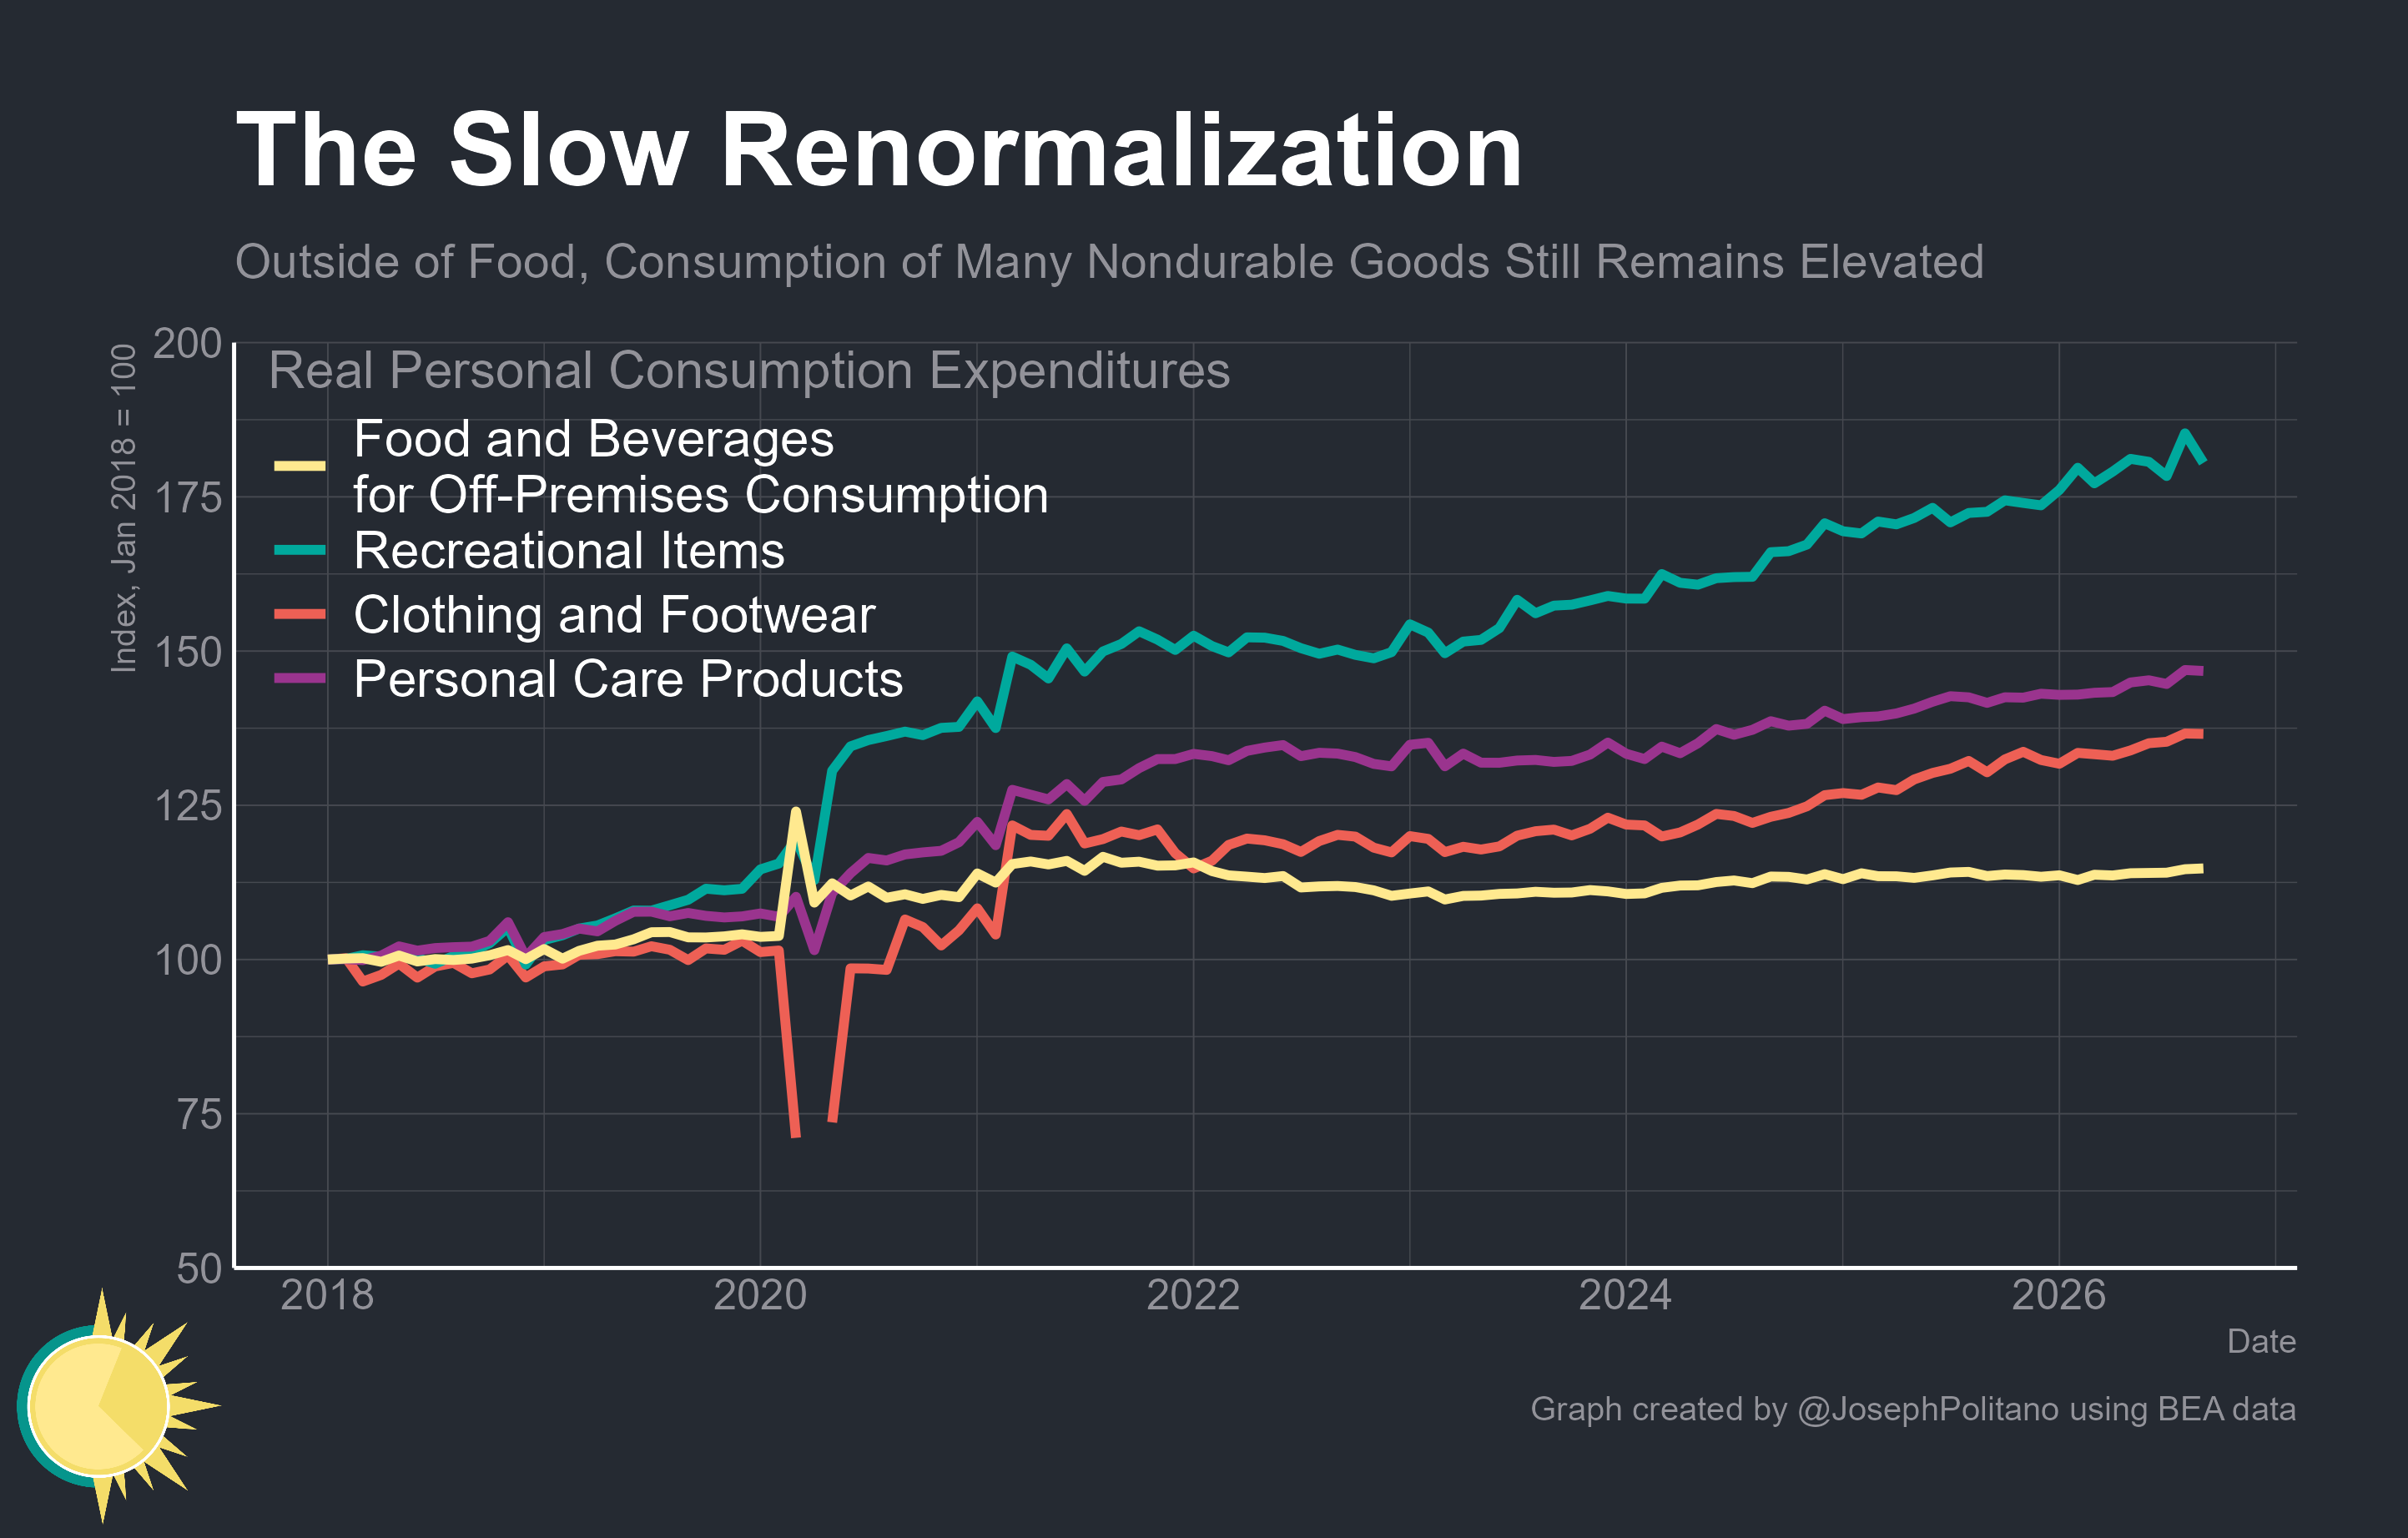 The Slow Renormalization
Outside of Food, Consumption of Many Nondurable Goods Still Remains Elevated
Index, Jan 2018 = 100
200
175
150
125
100
75
50
Real Personal Consumption Expenditures
Food and Beverages
for Off-Premises Consumption
Recreational Items
Clothing and Footwear
Personal Care Products
2018
2020
2022
2024
2026
Date
Graph created by @JosephPolitano using BEA data